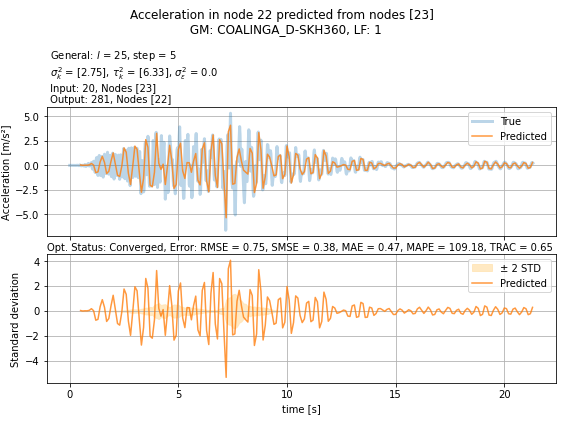 Acceleration in node 22 predicted from nodes [23]
GM: COALINGA_D-SKH360, LF: 1
General: l = 25, step = 5
σ²ₖ = [2.75], τ²ₖ = [6.33], σ²ε = 0.0
Input: 20, Nodes [23]
Output: 281, Nodes [22]
Acceleration [m/s²]
5.0
2.5
0.0
−2.5
−5.0
True
Predicted
Opt. Status: Converged, Error: RMSE = 0.75, SMSE = 0.38, MAE = 0.47, MAPE = 109.18, TRAC = 0.65
Standard deviation
4
2
0
−2
−4
± 2 STD
Predicted
0 5 10 15 20
time [s]